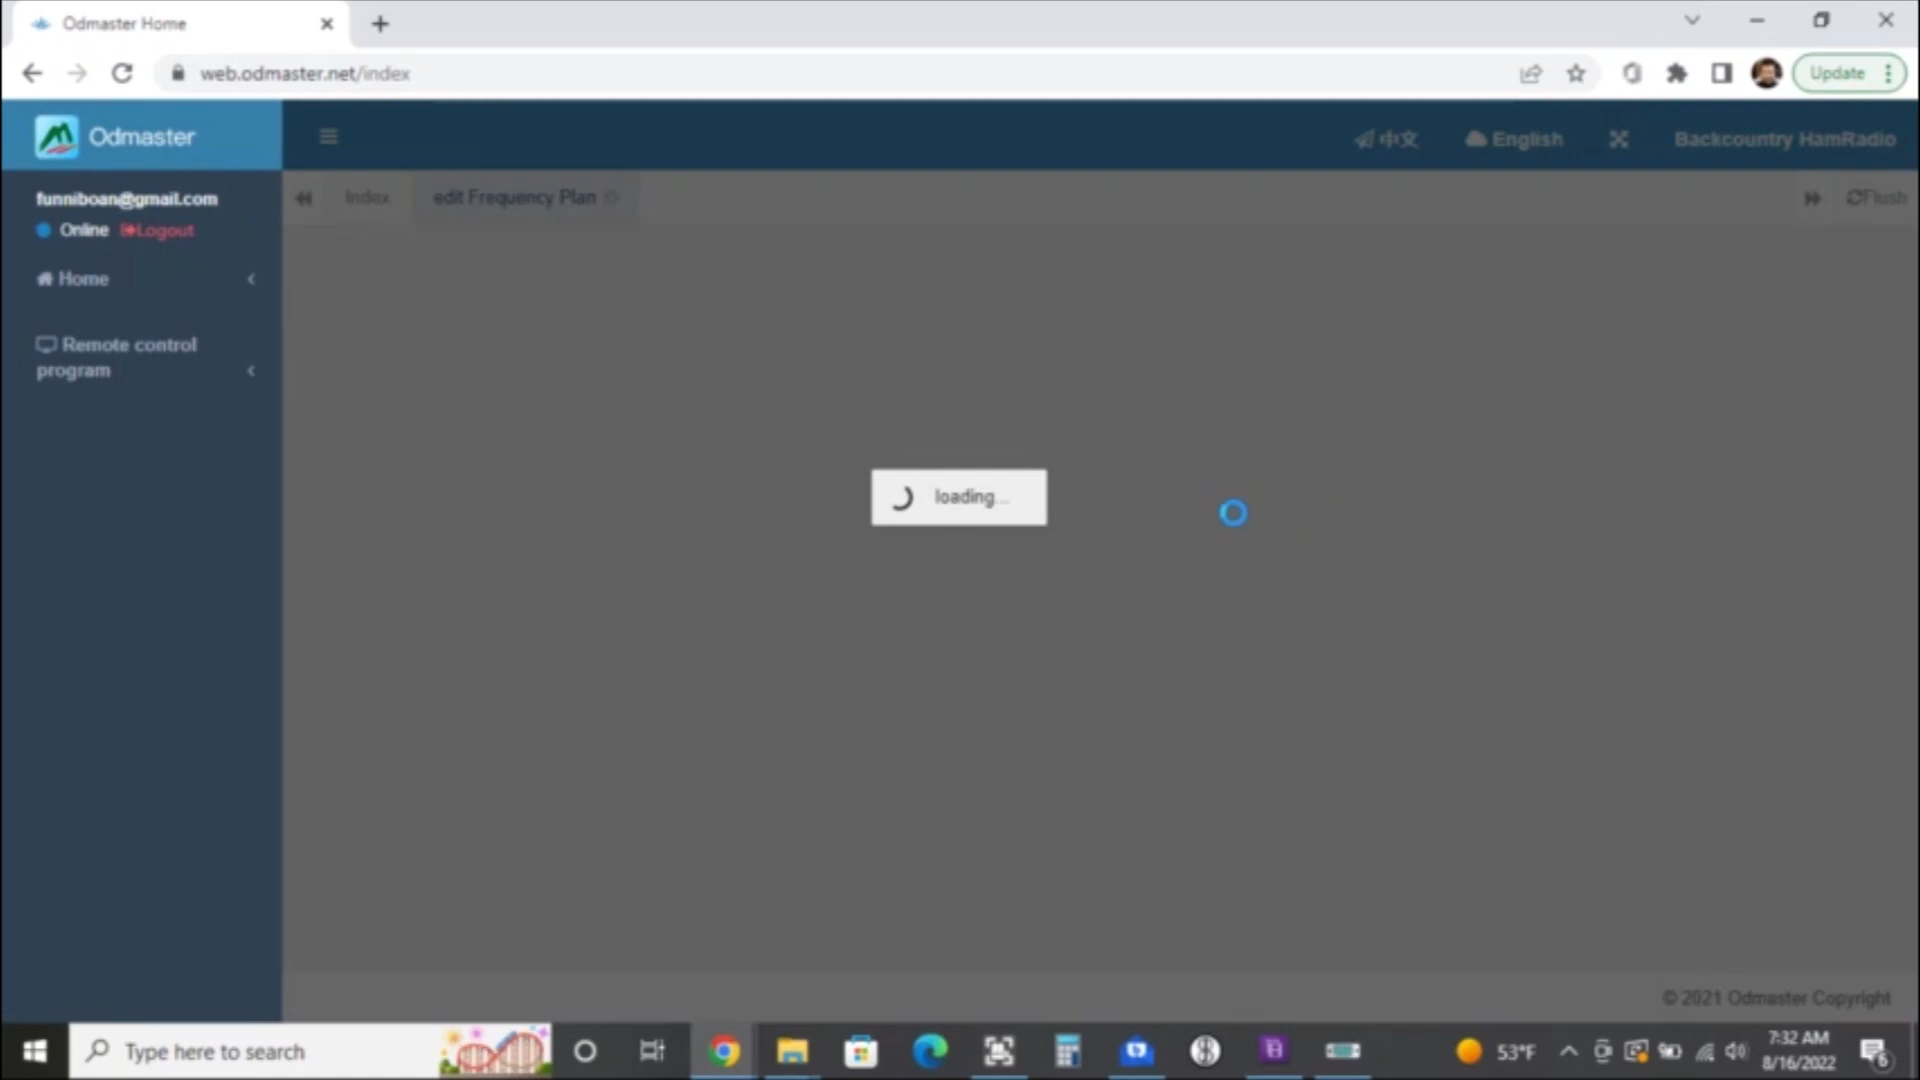 Odmaster Home
web.odmaster.net/index
Update
Odmaster
中文
English
Backcountry HamRadio
funniboan@gmail.com
Online
Logout
Index
edit Frequency Plan
Flush
Home
Remote control
program
loading...
© 2021 Odmaster Copyright
Type here to search
53°F
7:32 AM
8/16/2022
6